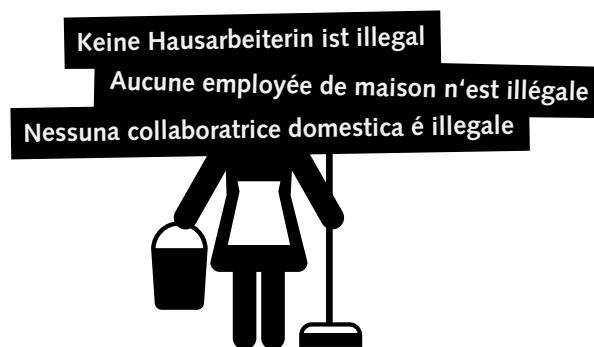 Keine Hausarbeiterin ist illegal
Aucune employée de maison n‘est illégale
Nessuna collaboratrice domestica é illegale